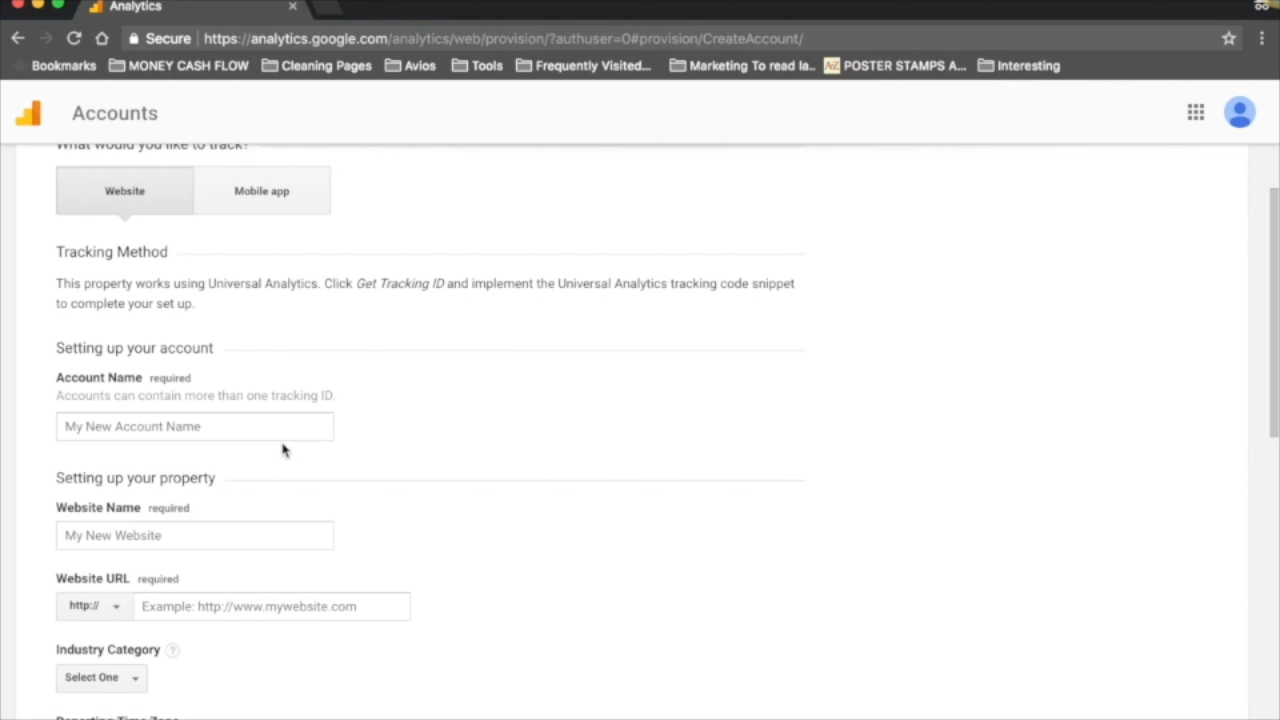 Analytics
Secure https://analytics.google.com/analytics/web/provision/?authuser=0#provision/CreateAccount/
Bookmarks MONEY CASH FLOW Cleaning Pages Avios Tools Frequently Visited... Marketing To read la.. POSTER STAMPS A... Interesting
Accounts
What would you like to track?
Website Mobile app
Tracking Method
This property works using Universal Analytics. Click Get Tracking ID and implement the Universal Analytics tracking code snippet
to complete your set up.
Setting up your account
Account Name required
Accounts can contain more than one tracking ID.
My New Account Name
Setting up your property
Website Name required
My New Website
Website URL required
http:// Example: http://www.mywebsite.com
Industry Category ?
Select One
Reporting Time Zone